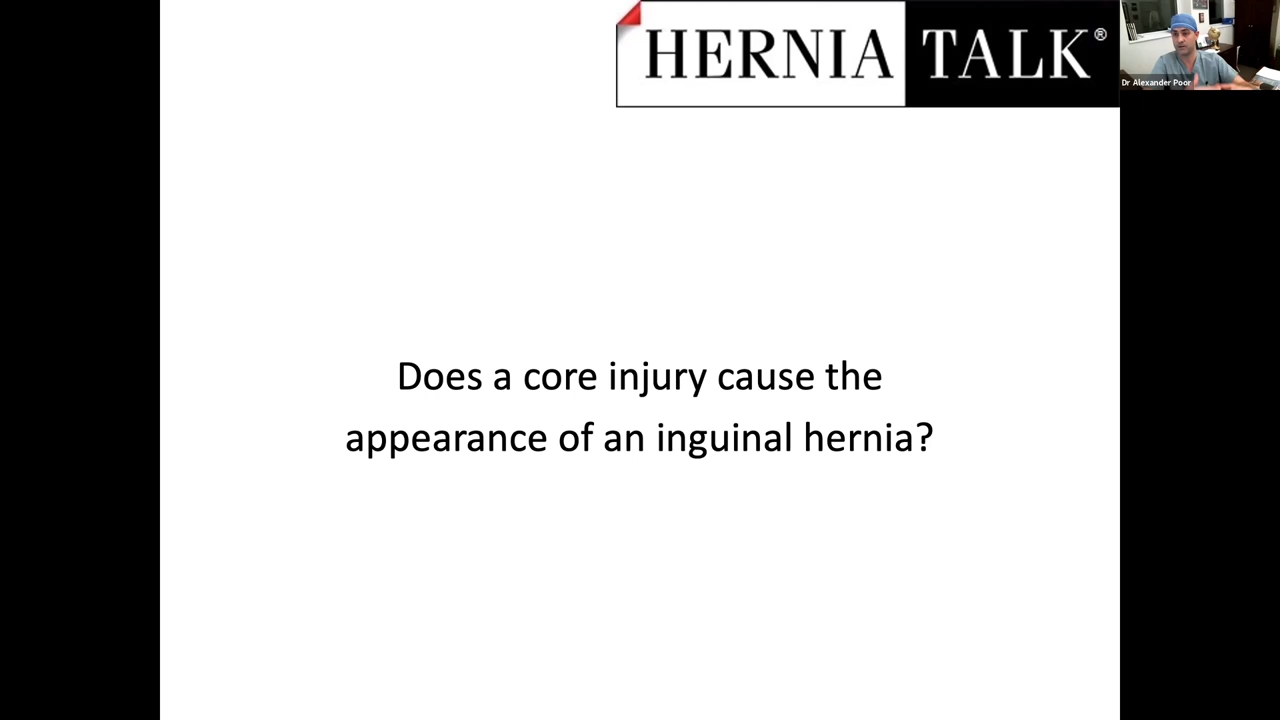 HERNIA TALK®
Dr Alexander Poor
Does a core injury cause the
appearance of an inguinal hernia?